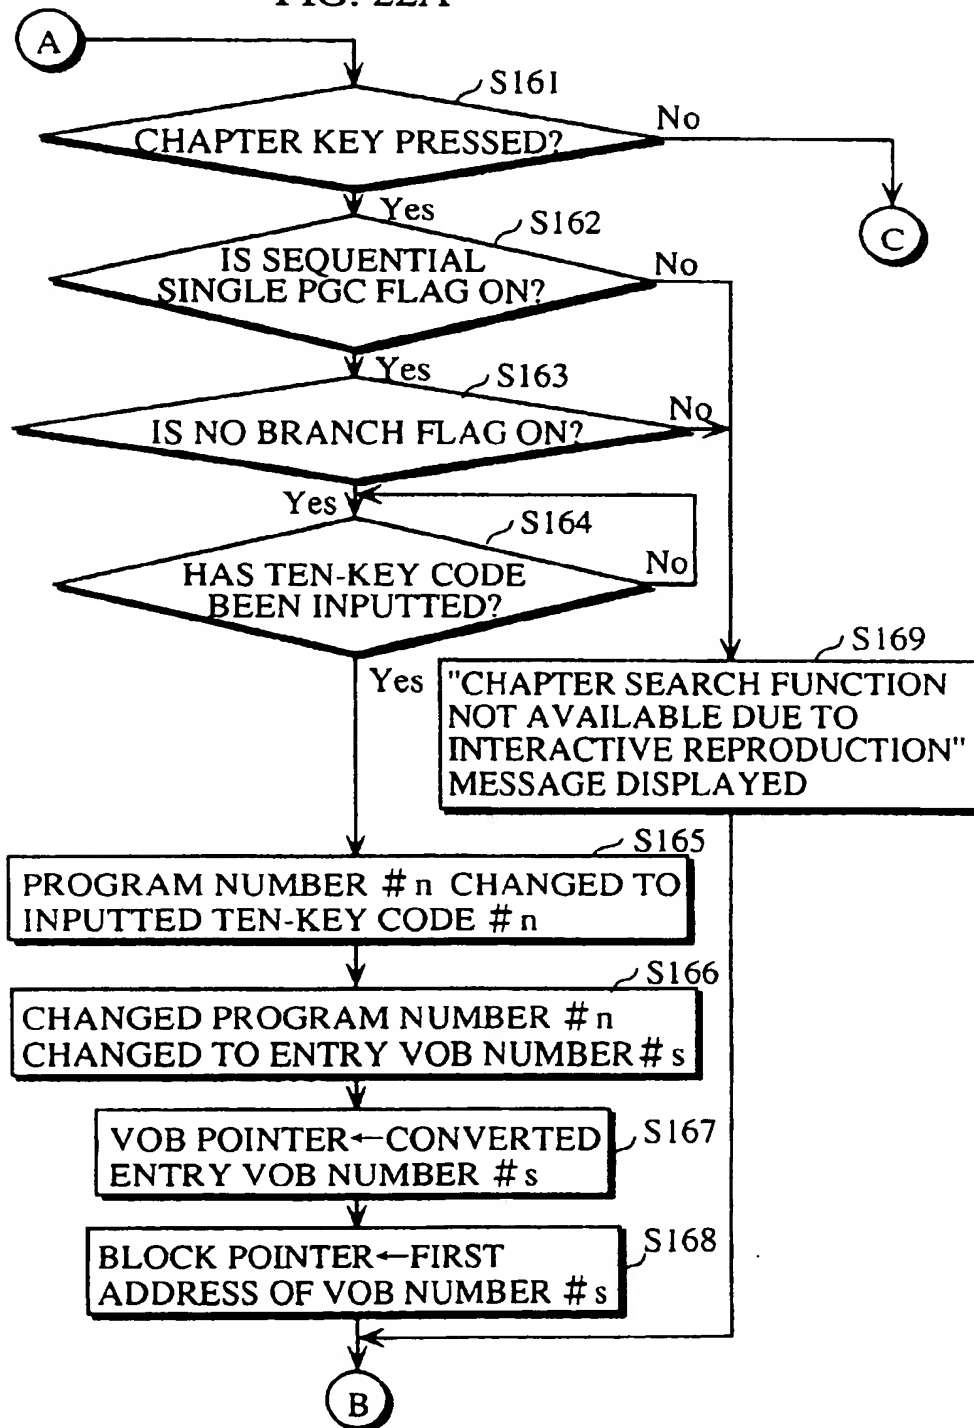 FIG. 22A
A
S161
CHAPTER KEY PRESSED?
No
C
Yes
S162
IS SEQUENTIAL
SINGLE PGC FLAG ON?
No
Yes
S163
IS NO BRANCH FLAG ON?
No
Yes
S164
HAS TEN-KEY CODE
BEEN INPUTTED?
No
Yes
S169
"CHAPTER SEARCH FUNCTION
NOT AVAILABLE DUE TO
INTERACTIVE REPRODUCTION"
MESSAGE DISPLAYED
S165
PROGRAM NUMBER #n CHANGED TO
INPUTTED TEN-KEY CODE #n
S166
CHANGED PROGRAM NUMBER #n
CHANGED TO ENTRY VOB NUMBER #s
S167
VOB POINTER←CONVERTED
ENTRY VOB NUMBER #s
S168
BLOCK POINTER←FIRST
ADDRESS OF VOB NUMBER #s
B